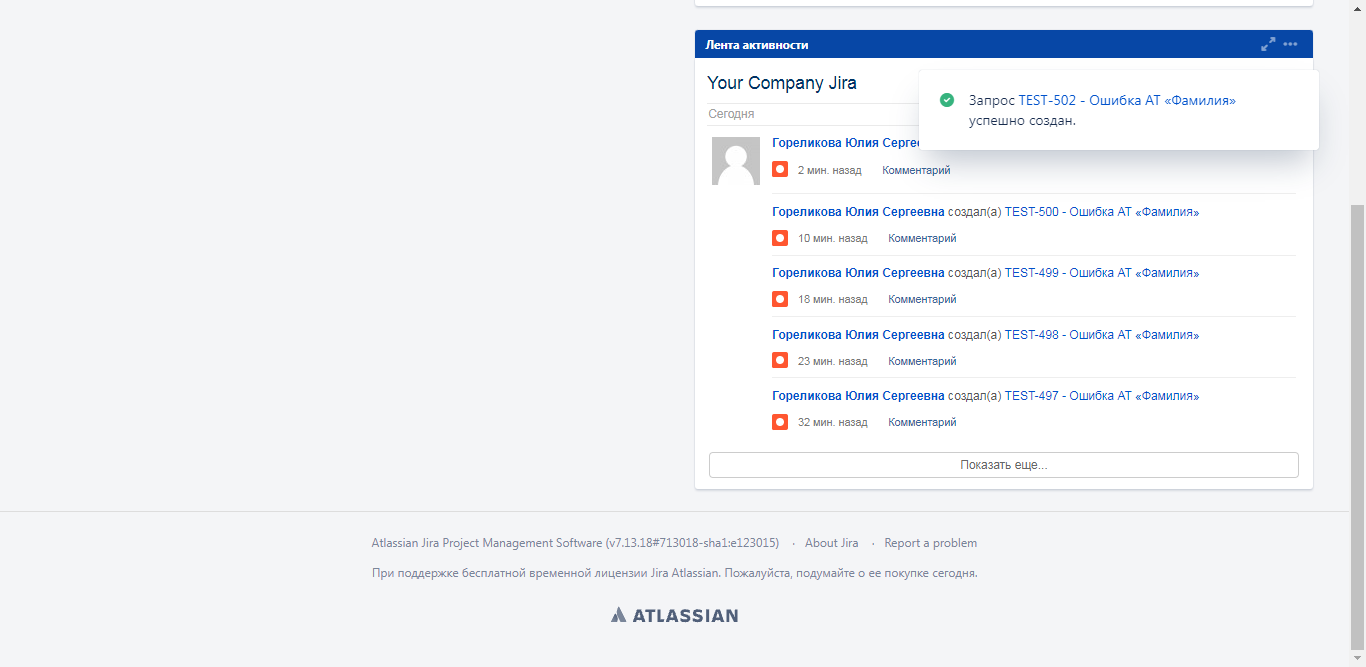 Лента активности
Your Company Jira
Запрос TEST-502 - Ошибка АТ «Фамилия»
успешно создан.
Сегодня
Гореликова Юлия
2 мин. назад Комментарий
Гореликова Юлия Сергеевна создал(а) TEST-500 - Ошибка АТ «Фамилия»
10 мин. назад Комментарий
Гореликова Юлия Сергеевна создал(а) TEST-499 - Ошибка АТ «Фамилия»
18 мин. назад Комментарий
Гореликова Юлия Сергеевна создал(а) TEST-498 - Ошибка АТ «Фамилия»
23 мин. назад Комментарий
Гореликова Юлия Сергеевна создал(а) TEST-497 - Ошибка АТ «Фамилия»
32 мин. назад Комментарий
Показать еще...
Atlassian Jira Project Management Software (v7.13.18#713018-sha1:e123015) · About Jira · Report a problem
При поддержке бесплатной временной лицензии Jira Atlassian. Пожалуйста, подумайте о ее покупке сегодня.
ATLASSIAN